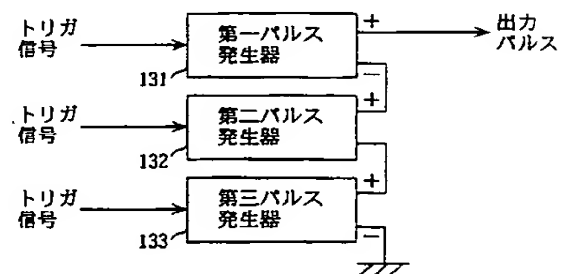 トリガ
信号
第一パルス
発生器
131
+
−
出力
パルス
トリガ
信号
第二パルス
発生器
132
+
トリガ
信号
第三パルス
発生器
133
+
−